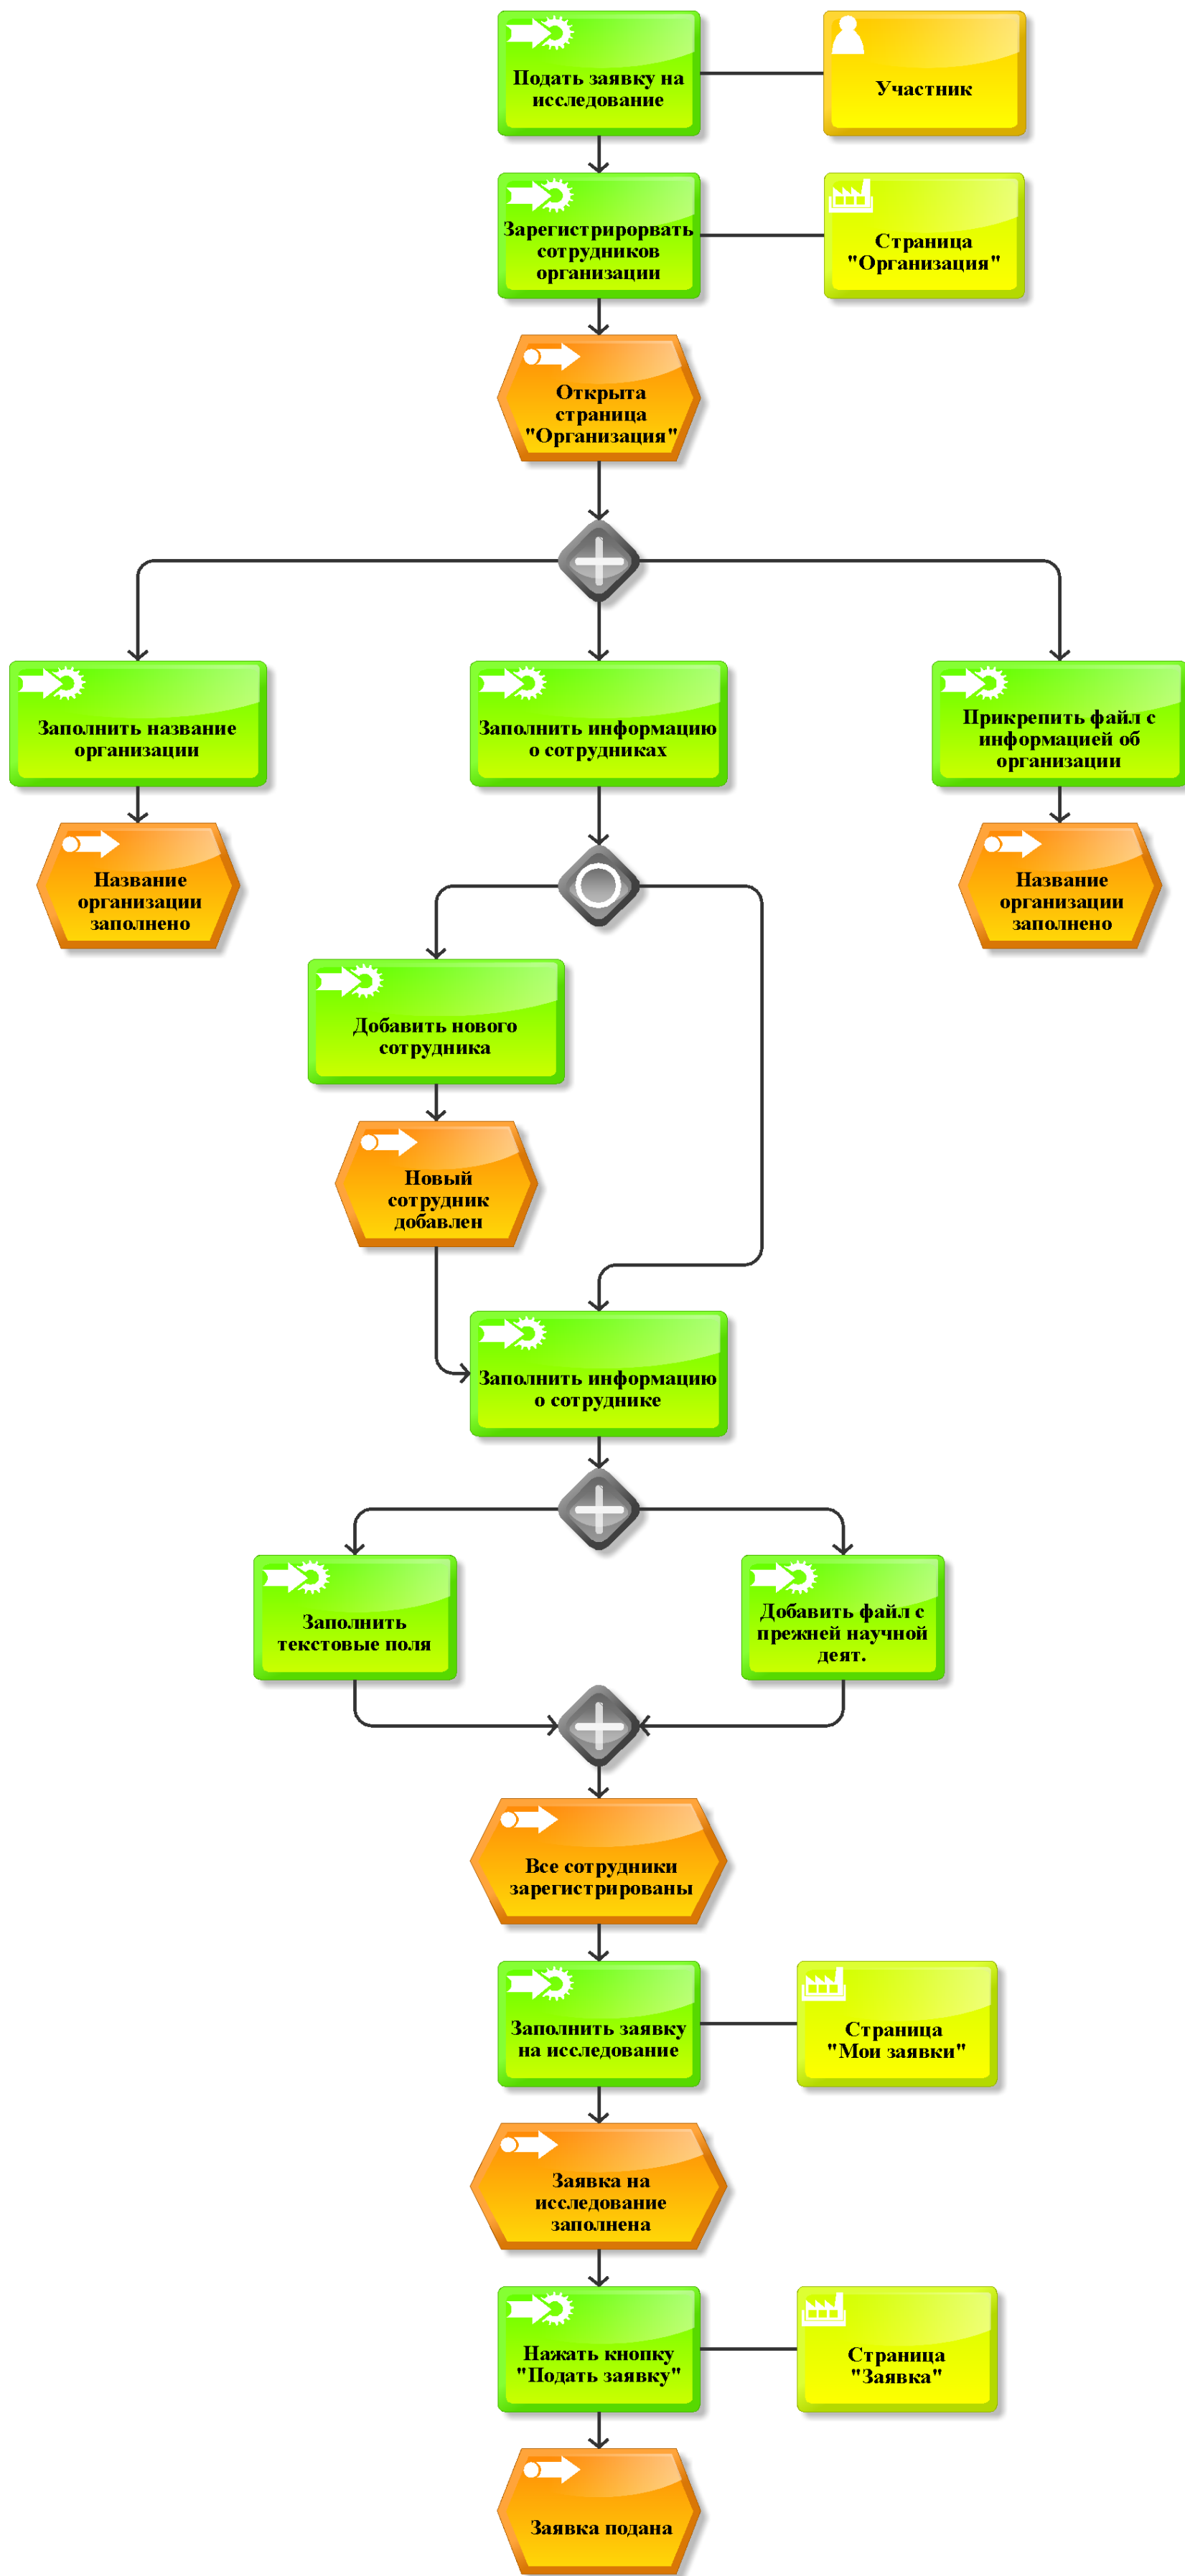 Подать заявку на
исследование
Участник
Зарегистрирорвать
сотрудников
организации
Страница
"Организация"
Открыта
страница
"Организация"
Заполнить название
организации
Заполнить информацию
о сотрудниках
Прикрепить файл с
информацией об
организации
Название
организации
заполнено
Название
организации
заполнено
Добавить нового
сотрудника
Новый
сотрудник
добавлен
Заполнить информацию
о сотруднике
Заполнить
текстовые поля
Добавить файл с
прежней научной
деят.
Все сотрудники
зарегистрированы
Заполнить заявку
на исследование
Страница
"Мои заявки"
Заявка на
исследование
заполнена
Нажать кнопку
"Подать заявку"
Страница
"Заявка"
Заявка подана